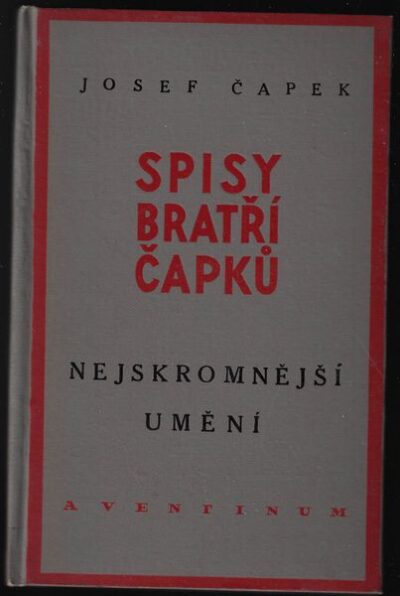 JOSEF ČAPEK
SPISY
BRATŘÍ
ČAPKŮ
NEJSKROMNĚJŠÍ
UMĚNÍ
AVENTINUM